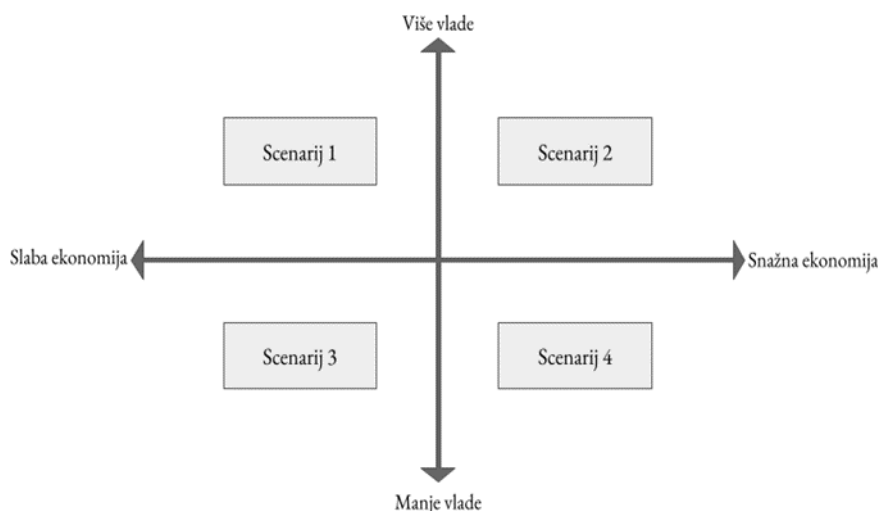 Više vlade
Scenarij 1
Scenarij 2
Slaba ekonomija
Snažna ekonomija
Scenarij 3
Scenarij 4
Manje vlade